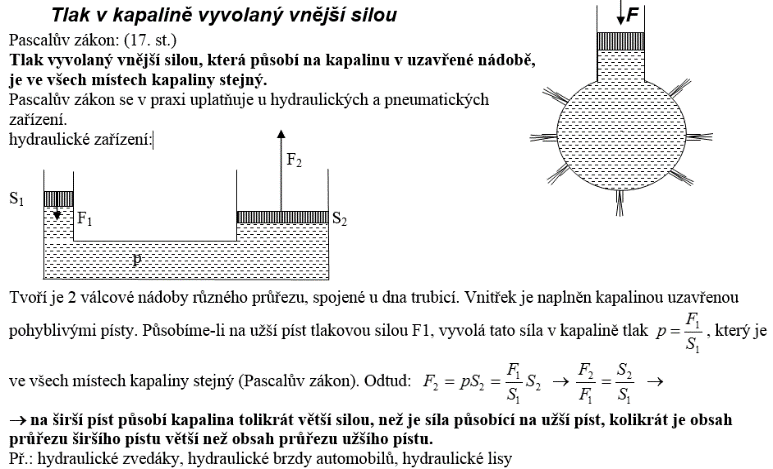 Tlak v kapalině vyvolaný vnější silou
Pascalův zákon: (17. st.)
Tlak vyvolaný vnější silou, která působí na kapalinu v uzavřené nádobě,
je ve všech místech kapaliny stejný.
Pascalův zákon se v praxi uplatňuje u hydraulických a pneumatických
zařízení.
hydraulické zařízení:
F
F₂
S₁
F₁
S₂
p
Tvoří je 2 válcové nádoby různého průřezu, spojené u dna trubicí. Vnitřek je naplněn kapalinou uzavřenou
pohyblivými písty. Působíme-li na užší píst tlakovou silou F1, vyvolá tato síla v kapalině tlak p = F₁/S₁, který je
ve všech místech kapaliny stejný (Pascalův zákon). Odtud: F₂ = pS₂ = F₁/S₁ S₂ → F₂/F₁ = S₂/S₁ →
→ na širší píst působí kapalina tolikrát větší silou, než je síla působící na užší píst, kolikrát je obsah
průřezu širšího pístu větší než obsah průřezu užšího pístu.
Př.: hydraulické zvedáky, hydraulické brzdy automobilů, hydraulické lisy